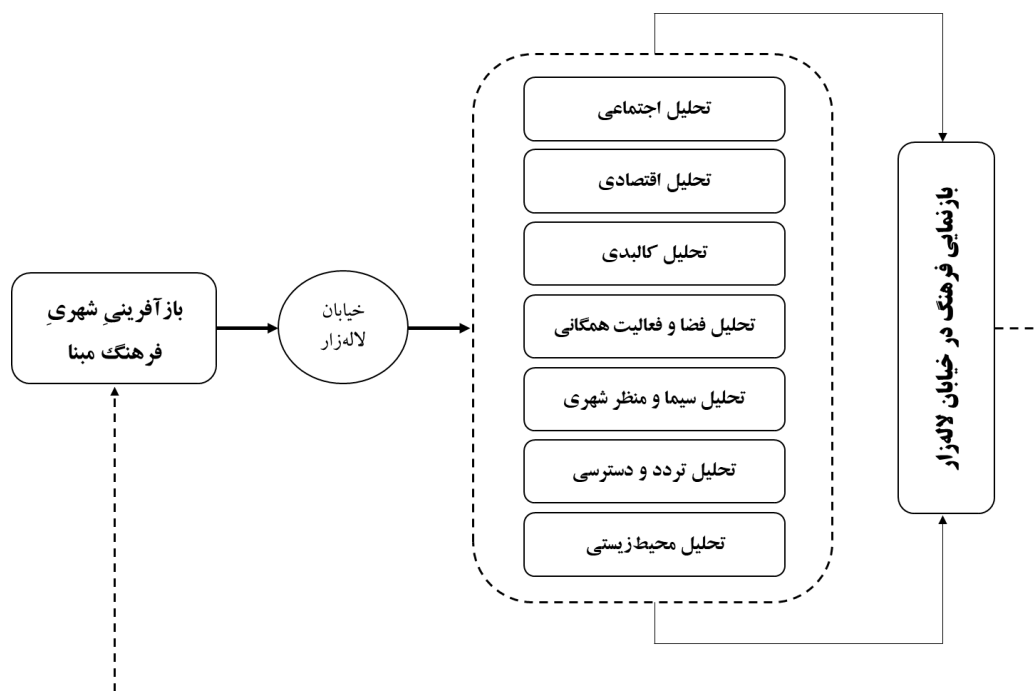 بازآفرینیِ شهریِ
فرهنگ مبنا
خیابان
لاله‌زار
تحلیل اجتماعی
تحلیل اقتصادی
تحلیل کالبدی
تحلیل فضا و فعالیت همگانی
تحلیل سیما و منظر شهری
تحلیل تردد و دسترسی
تحلیل محیط‌زیستی
بازنمایی فرهنگ در خیابان لاله‌زار